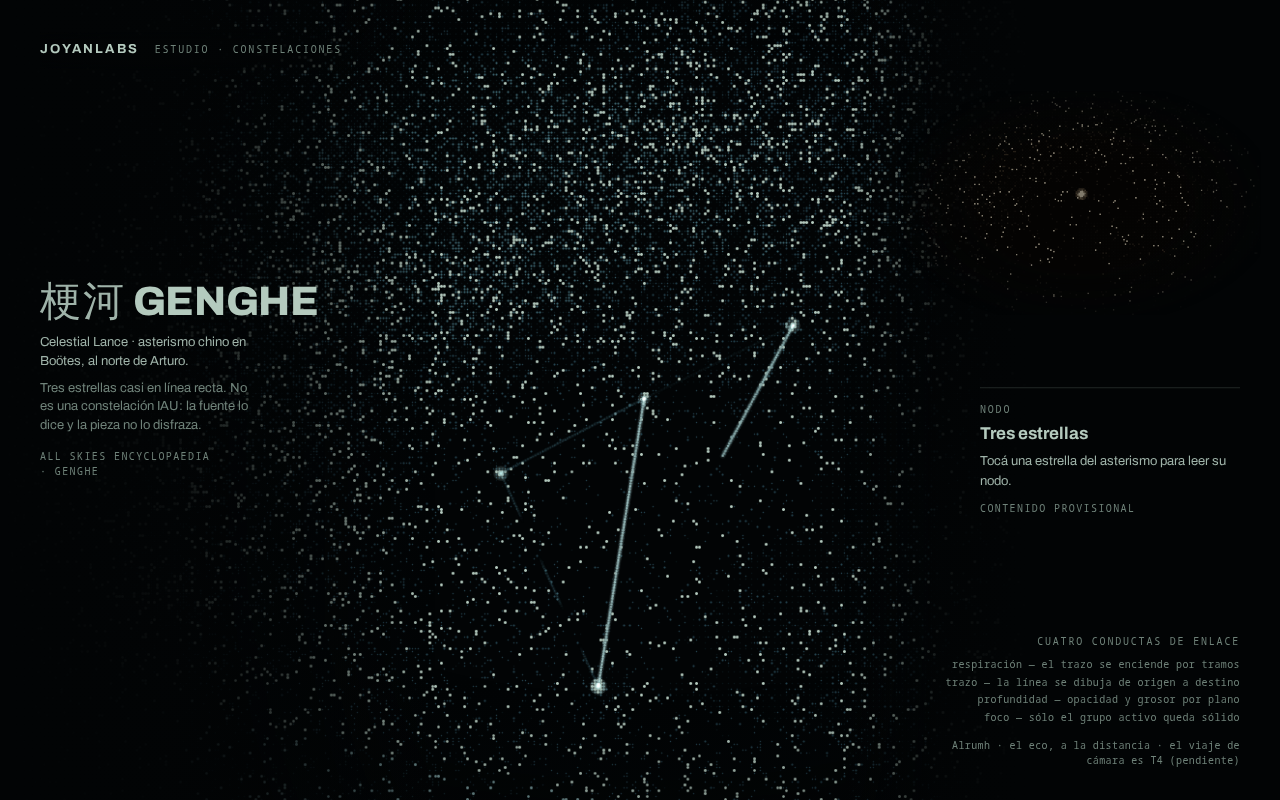 JOYANLABS ESTUDIO · CONSTELACIONES
梗河 GENGHE
Celestial Lance · asterismo chino en
Boötes, al norte de Arturo.
Tres estrellas casi en línea recta. No
es una constelación IAU: la fuente lo
dice y la pieza no lo disfraza.
ALL SKIES ENCYCLOPAEDIA
· GENGHE
NODO
Tres estrellas
Tocá una estrella del asterismo para leer su
nodo.
CONTENIDO PROVISIONAL
CUATRO CONDUCTAS DE ENLACE
respiración — el trazo se enciende por tramos
trazo — la línea se dibuja de origen a destino
profundidad — opacidad y grosor por plano
foco — sólo el grupo activo queda sólido
Alrumh · el eco, a la distancia · el viaje de
cámara es T4 (pendiente)